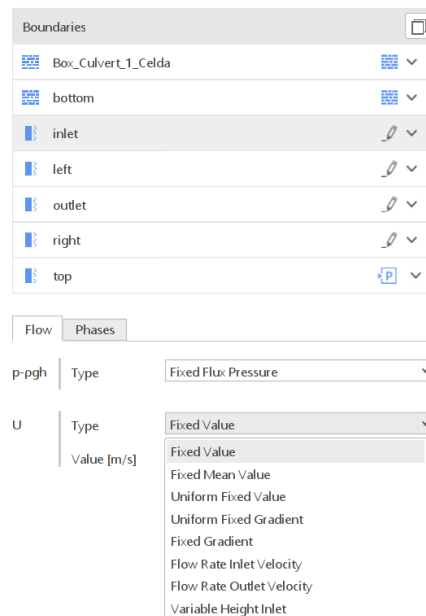 Boundaries
Box_Culvert_1_Celda
bottom
inlet
left
outlet
right
top
P
Flow Phases
p-ρgh Type Fixed Flux Pressure
U Type Fixed Value
Value [m/s] Fixed Value
Fixed Mean Value
Uniform Fixed Value
Uniform Fixed Gradient
Fixed Gradient
Flow Rate Inlet Velocity
Flow Rate Outlet Velocity
Variable Height Inlet